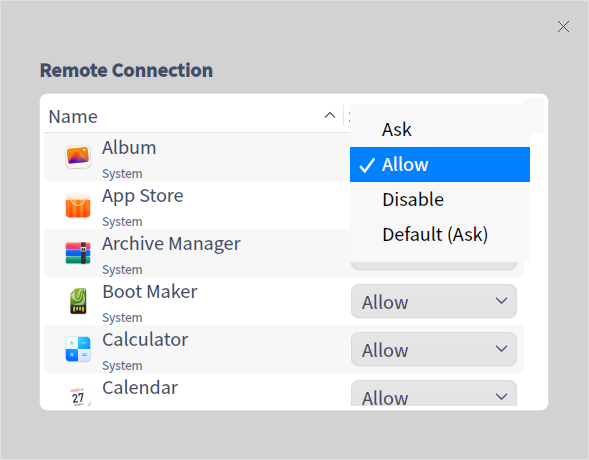 Remote Connection
Name
Ask
Album
System
Allow
App Store
System
Disable
Default (Ask)
Archive Manager
System
Boot Maker
System
Allow
Calculator
System
Allow
MARCH
27
Calendar
Allow